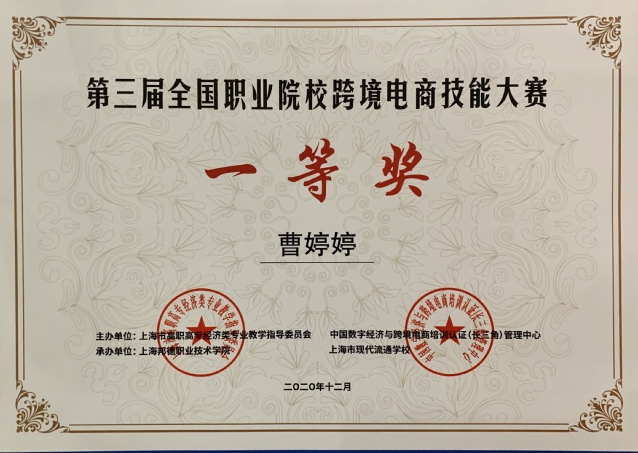 第三届全国职业院校跨境电商技能大赛
一等奖
曹婷婷
主办单位：上海市高职高专经济类专业教学指导委员会 中国数字经济与跨境电商培训认证（长三角）管理中心
承办单位：上海邦德职业技术学院 上海市现代流通学校
二〇二〇年十二月